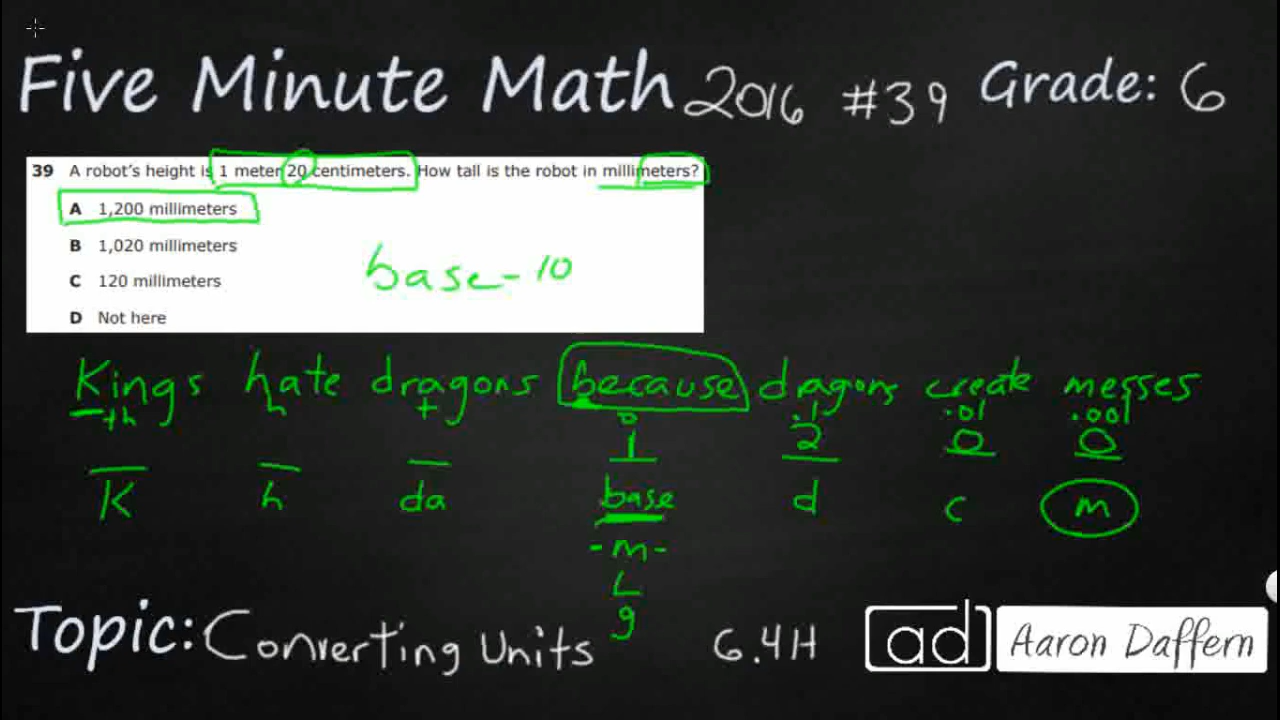 Five Minute Math 2016 #39 Grade: 6
39 A robot's height is 1 meter 20 centimeters. How tall is the robot in millimeters?
A 1,200 millimeters
B 1,020 millimeters
C 120 millimeters
D Not here
base-10
Kings hate dragons because dragons create messes
th h t o .1 .01 .001
1 2 0 0
K h da base d c m
-m-
L
g
Topic: Converting Units 6.4H ad Aaron Daffern